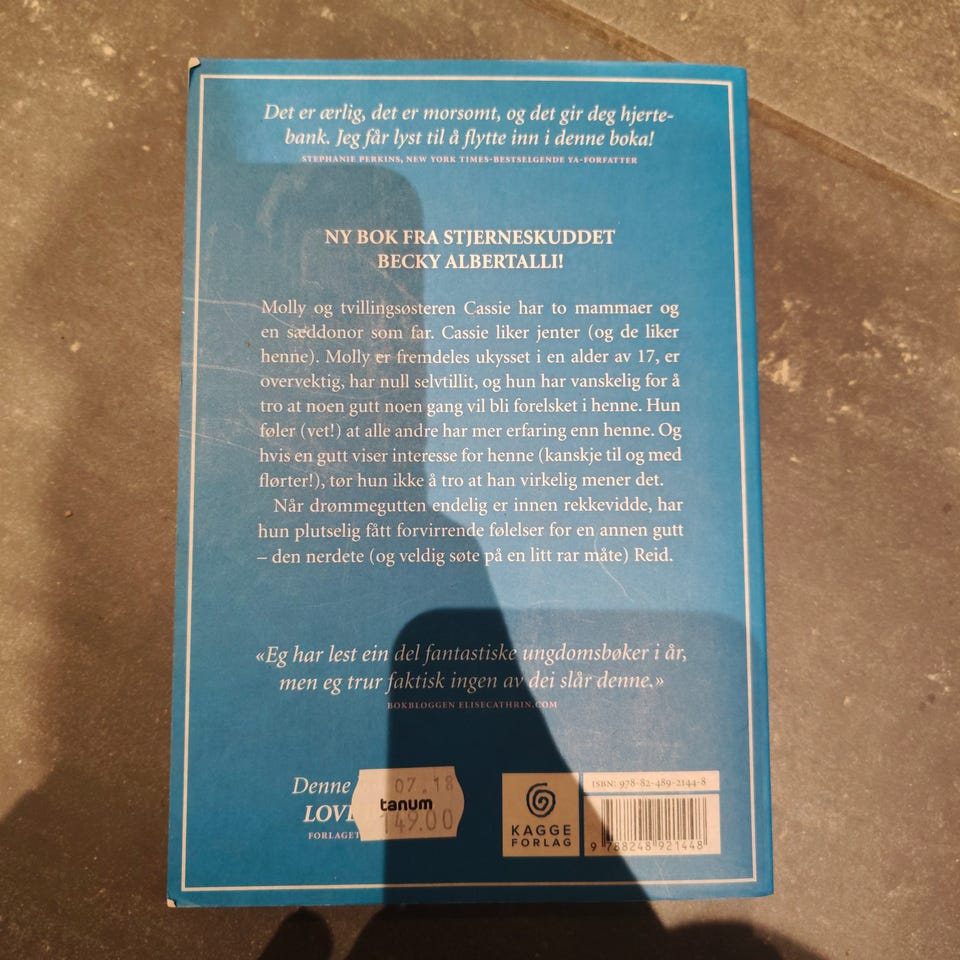 Det er ærlig, det er morsomt, og det gir deg hjerte-
bank. Jeg får lyst til å flytte inn i denne boka!
STEPHANIE PERKINS, NEW YORK TIMES-BESTSELGENDE YA-FORFATTER
NY BOK FRA STJERNESKUDDET
BECKY ALBERTALLI!
Molly og tvillingsøsteren Cassie har to mammaer og
en sæddonor som far. Cassie liker jenter (og de liker
henne). Molly er fremdeles ukysset i en alder av 17, er
overvektig, har null selvtillit, og hun har vanskelig for å
tro at noen gutt noen gang vil bli forelsket i henne. Hun
føler (vet!) at alle andre har mer erfaring enn henne. Og
hvis en gutt viser interesse for henne (kanskje til og med
flørter!), tør hun ikke å tro at han virkelig mener det.
Når drømmegutten endelig er innen rekkevidde, har
hun plutselig fått forvirrende følelser for en annen gutt
– den nerdete (og veldig søte på en litt rar måte) Reid.
«Eg har lest ein del fantastiske ungdomsbøker i år,
men eg trur faktisk ingen av dei slår denne.»
BOKBLOGGEN ELISECATHRIN.COM
Denne
LOVE
FORLAGET
07.18
tanum
149.00
KAGGE
FORLAG
ISBN: 978-82-489-2144-8
9 788248 921448